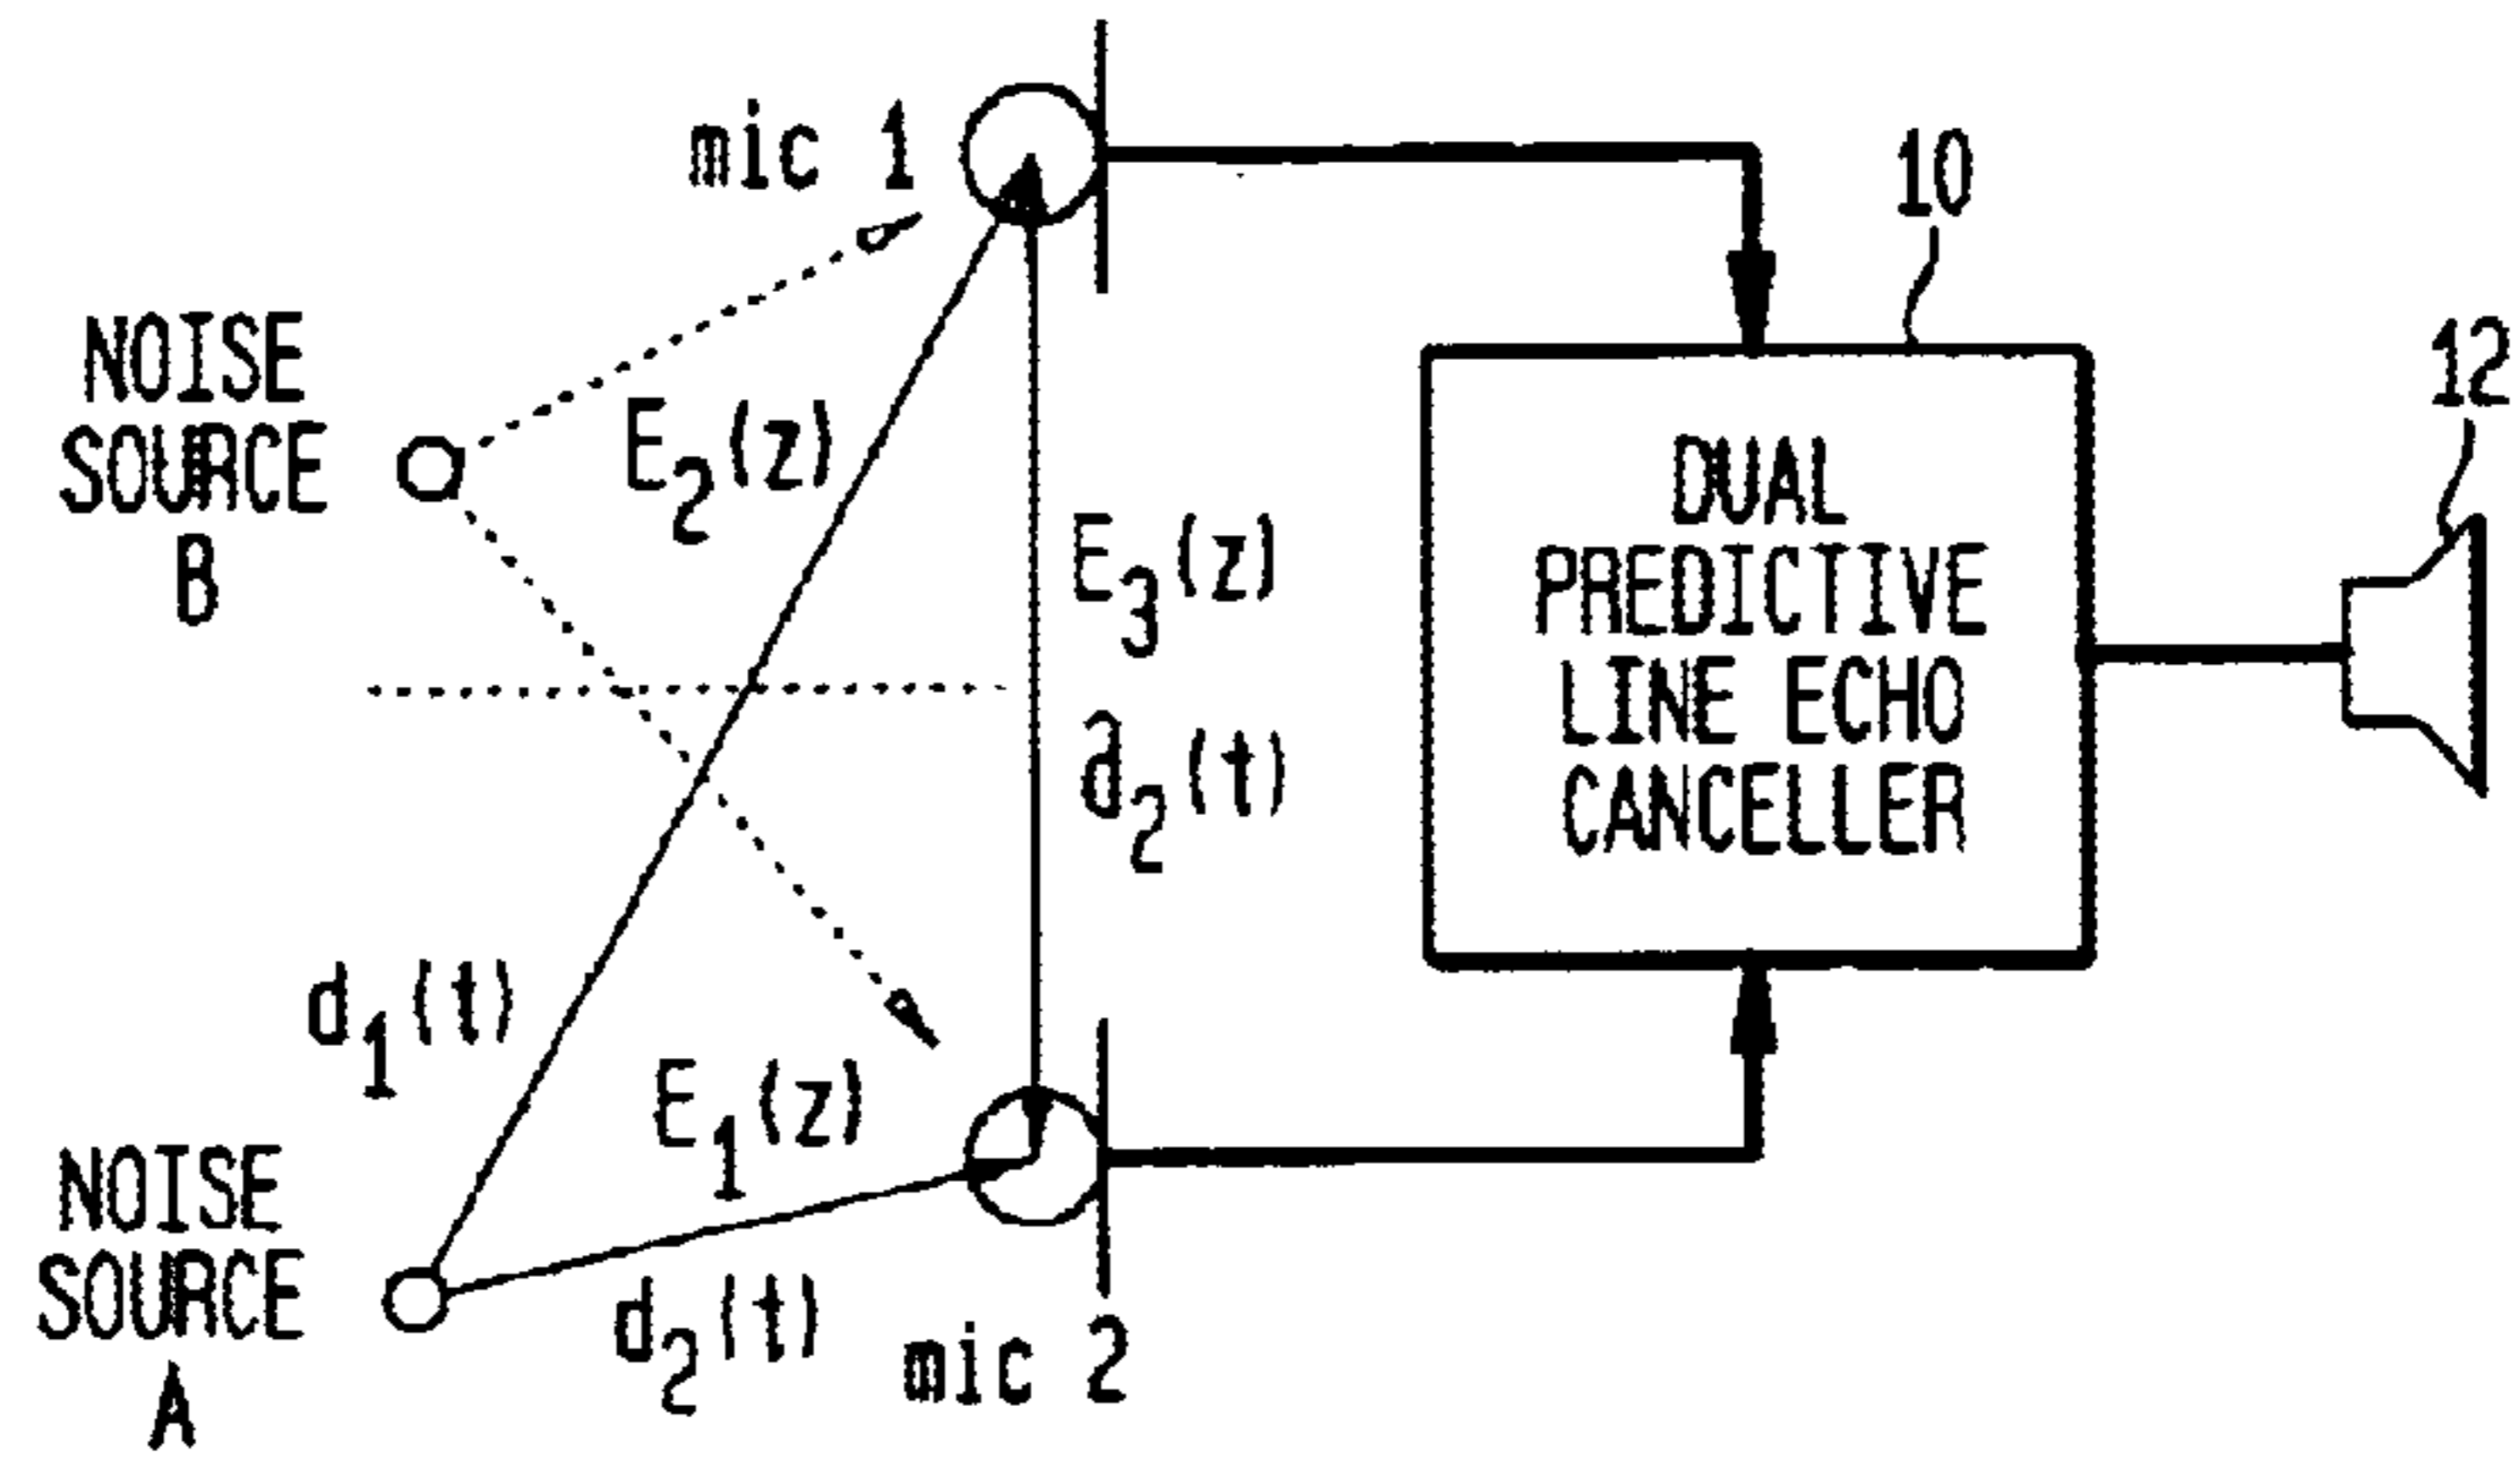 mic 1
10
12
NOISE
SOURCE
B
E2(z)
E3(z)
d̂2(t)
DUAL
PREDICTIVE
LINE ECHO
CANCELLER
d1(t)
E1(z)
NOISE
SOURCE
A
d2(t)
mic 2